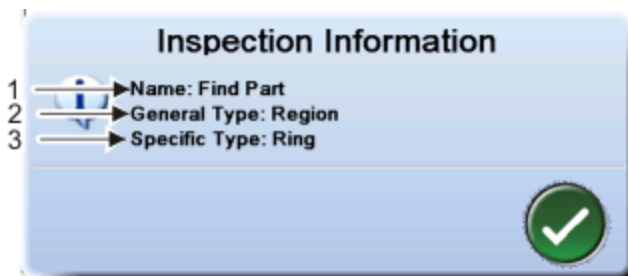 Inspection Information
1 Name: Find Part
2 General Type: Region
3 Specific Type: Ring